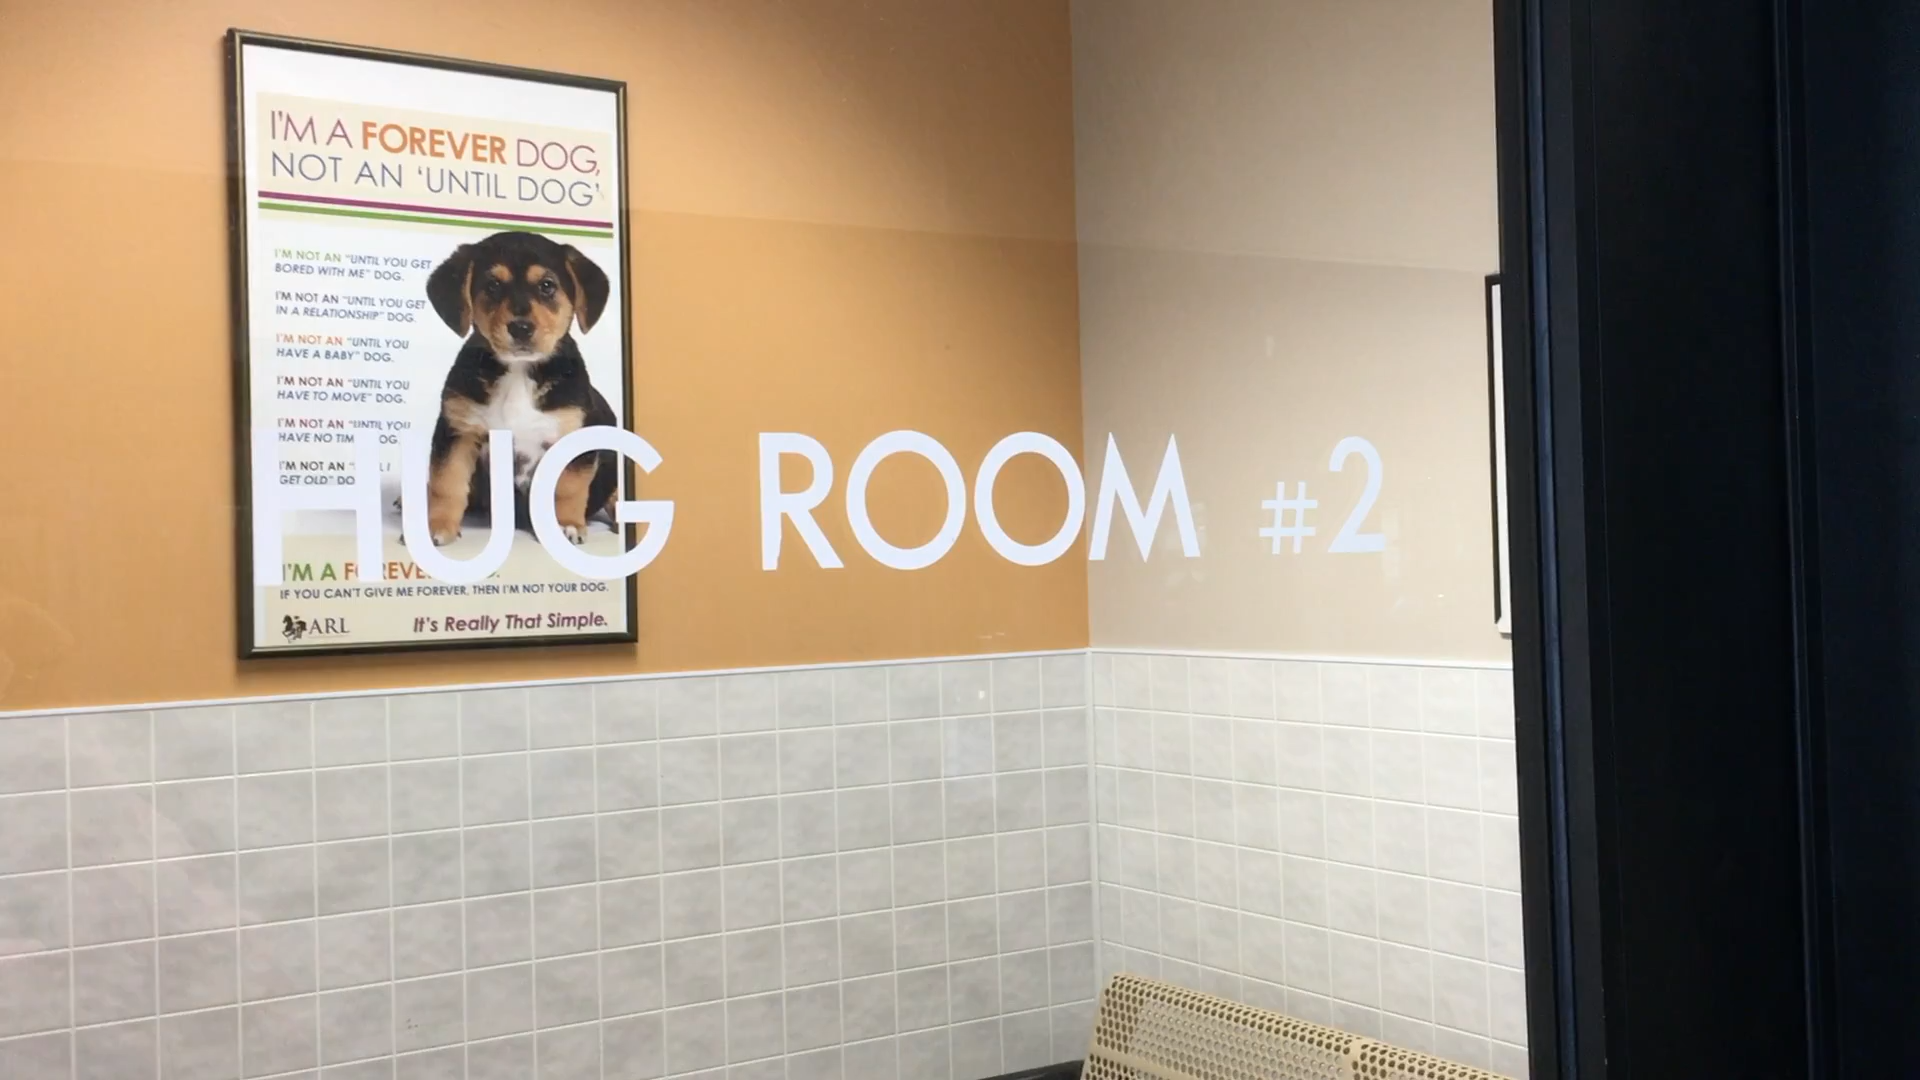 I'M A FOREVER DOG,
NOT AN 'UNTIL DOG'
I'M NOT AN "UNTIL YOU GET
BORED WITH ME" DOG.
I'M NOT AN "UNTIL YOU GET
IN A RELATIONSHIP" DOG.
I'M NOT AN "UNTIL YOU
HAVE A BABY" DOG.
I'M NOT AN "UNTIL YOU
HAVE TO MOVE" DOG.
I'M NOT AN "UNTIL YOU
HAVE NO
I'M NOT AN
GET OLD"
HUG ROOM #2
I'M A
IF YOU CAN'T GIVE ME FOREVER, THEN I'M NOT YOUR DOG.
ARL
It's Really That Simple.